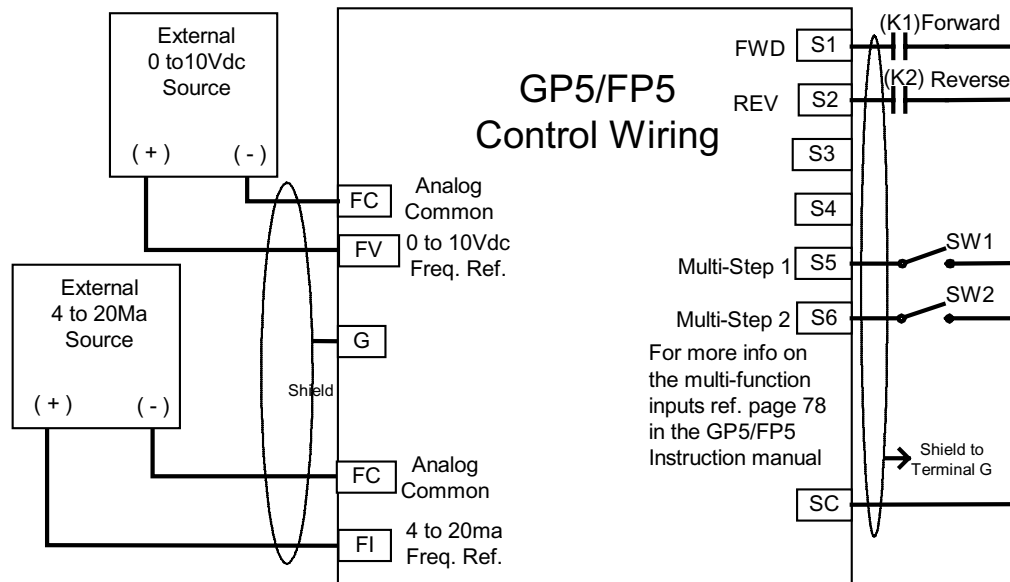 External
0 to10Vdc
Source
( + )
( - )
External
4 to 20Ma
Source
( + )
( - )
GP5/FP5
Control Wiring
FC
Analog
Common
FV
0 to 10Vdc
Freq. Ref.
G
Shield
FC
Analog
Common
FI
4 to 20ma
Freq. Ref.
FWD
S1
(K1)Forward
REV
S2
(K2) Reverse
S3
S4
Multi-Step 1
S5
SW1
Multi-Step 2
S6
SW2
For more info on
the multi-function
inputs ref. page 78
in the GP5/FP5
Instruction manual
Shield to
Terminal G
SC